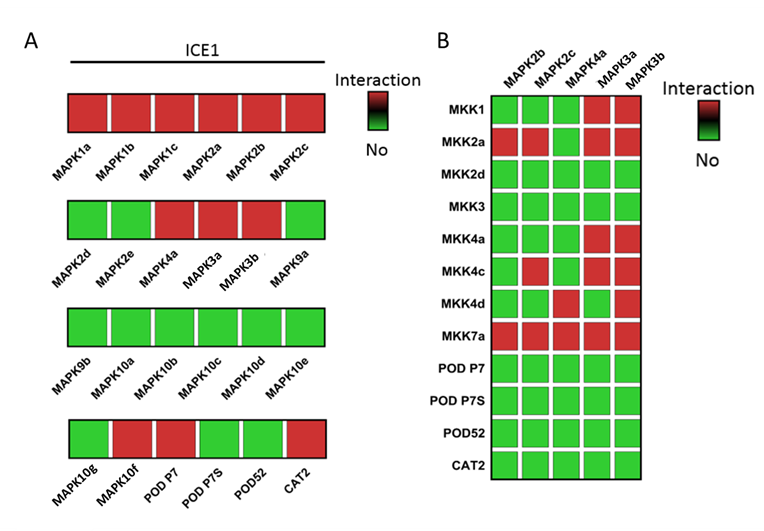 A
ICE1
Interaction
No
MAPK1a MAPK1b MAPK1c MAPK2a MAPK2b MAPK2c
MAPK2d MAPK2e MAPK4a MAPK3a MAPK3b MAPK9a
MAPK9b MAPK10a MAPK10b MAPK10c MAPK10d MAPK10e
MAPK10g MAPK10f POD P7 POD P7S POD52 CAT2
B
MAPK2b MAPK2c MAPK4a MAPK3a MAPK3b
Interaction
No
MKK1
MKK2a
MKK2d
MKK3
MKK4a
MKK4c
MKK4d
MKK7a
POD P7
POD P7S
POD52
CAT2